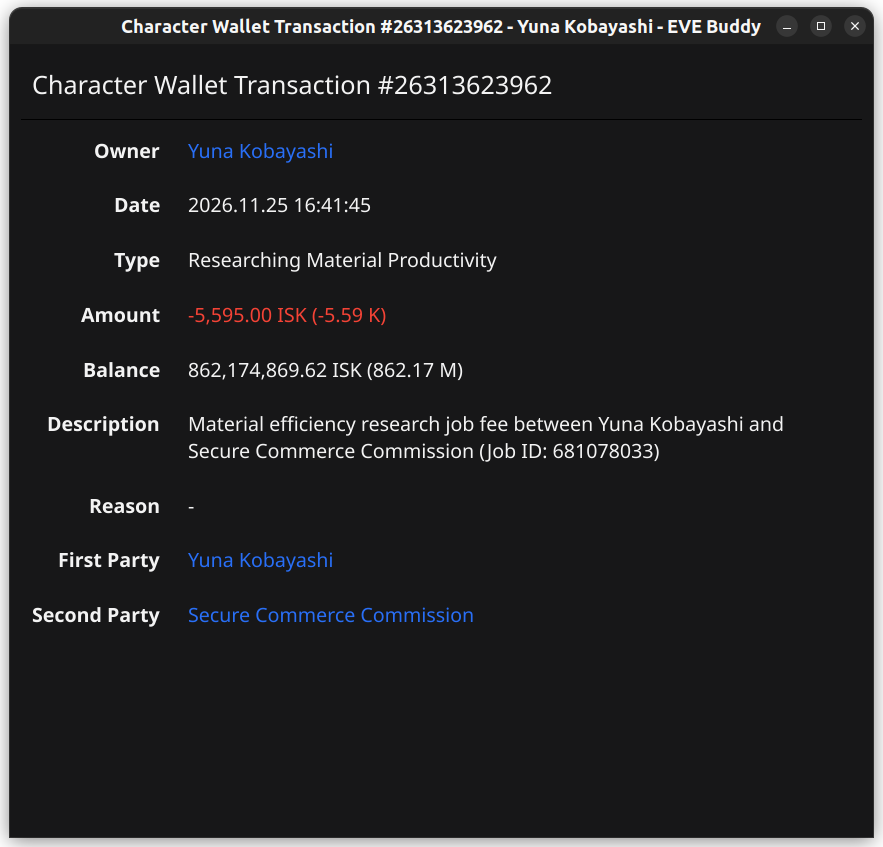 Character Wallet Transaction #26313623962 - Yuna Kobayashi - EVE Buddy
Character Wallet Transaction #26313623962
Owner Yuna Kobayashi
Date 2026.11.25 16:41:45
Type Researching Material Productivity
Amount -5,595.00 ISK (-5.59 K)
Balance 862,174,869.62 ISK (862.17 M)
Description Material efficiency research job fee between Yuna Kobayashi and
Secure Commerce Commission (Job ID: 681078033)
Reason -
First Party Yuna Kobayashi
Second Party Secure Commerce Commission